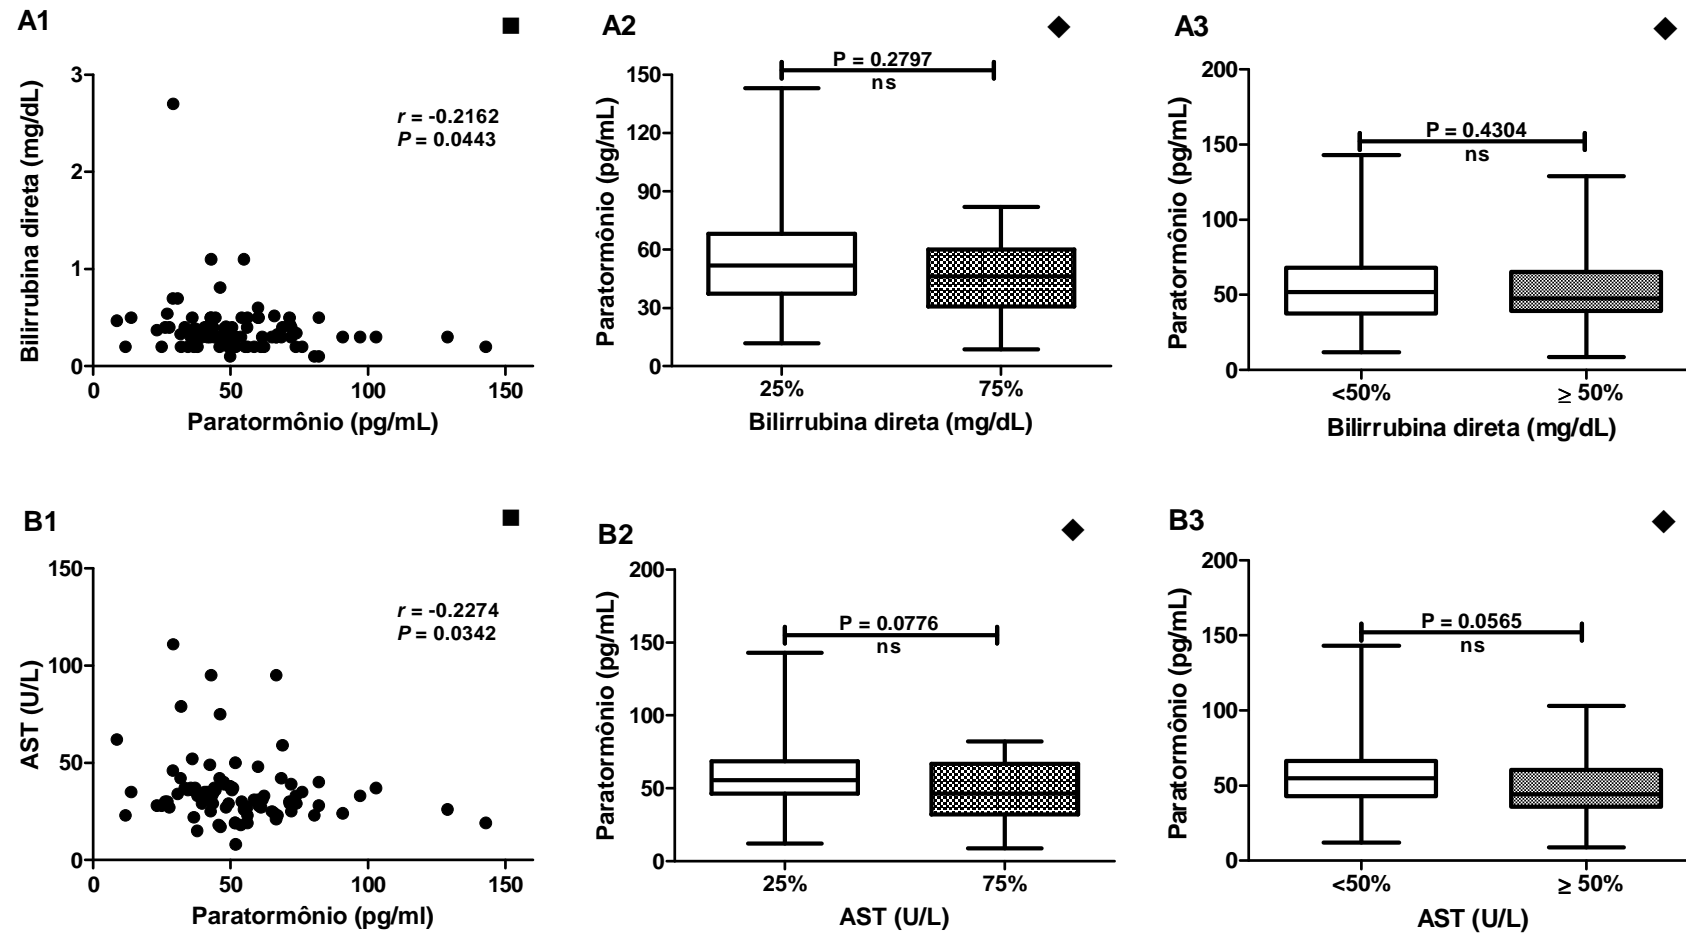 A1
3
2
1
0
Bilirrubina direta (mg/dL)
r = -0.2162
P = 0.0443
0 50 100 150
Paratormônio (pg/mL)
A2
150
120
90
60
30
0
Paratormônio (pg/mL)
P = 0.2797
ns
25% 75%
Bilirrubina direta (mg/dL)
A3
200
150
100
50
0
Paratormônio (pg/mL)
P = 0.4304
ns
<50% ≥ 50%
Bilirrubina direta (mg/dL)
B1
150
100
50
0
AST (U/L)
r = -0.2274
P = 0.0342
0 50 100 150
Paratormônio (pg/ml)
B2
200
150
100
50
0
Paratormônio (pg/mL)
P = 0.0776
ns
25% 75%
AST (U/L)
B3
200
150
100
50
0
Paratormônio (pg/mL)
P = 0.0565
ns
<50% ≥ 50%
AST (U/L)